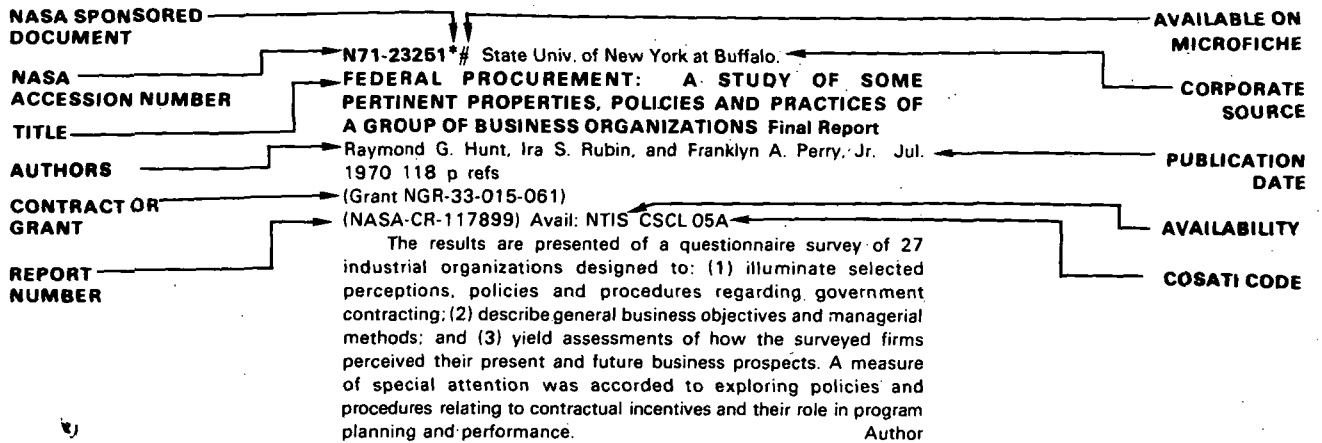 NASA SPONSORED
DOCUMENT
NASA
ACCESSION NUMBER
TITLE
AUTHORS
CONTRACT OR
GRANT
REPORT
NUMBER
N71-23251*# State Univ. of New York at Buffalo.
FEDERAL PROCUREMENT: A STUDY OF SOME
PERTINENT PROPERTIES, POLICIES AND PRACTICES OF
A GROUP OF BUSINESS ORGANIZATIONS Final Report
Raymond G. Hunt, Ira S. Rubin, and Franklyn A. Perry, Jr. Jul.
1970 118 p refs
(Grant NGR-33-015-061)
(NASA-CR-117899) Avail: NTIS CSCL 05A
The results are presented of a questionnaire survey of 27
industrial organizations designed to: (1) illuminate selected
perceptions, policies and procedures regarding government
contracting; (2) describe general business objectives and managerial
methods; and (3) yield assessments of how the surveyed firms
perceived their present and future business prospects. A measure
of special attention was accorded to exploring policies and
procedures relating to contractual incentives and their role in program
planning and performance. Author
AVAILABLE ON
MICROFICHE
CORPORATE
SOURCE
PUBLICATION
DATE
AVAILABILITY
COSATI CODE